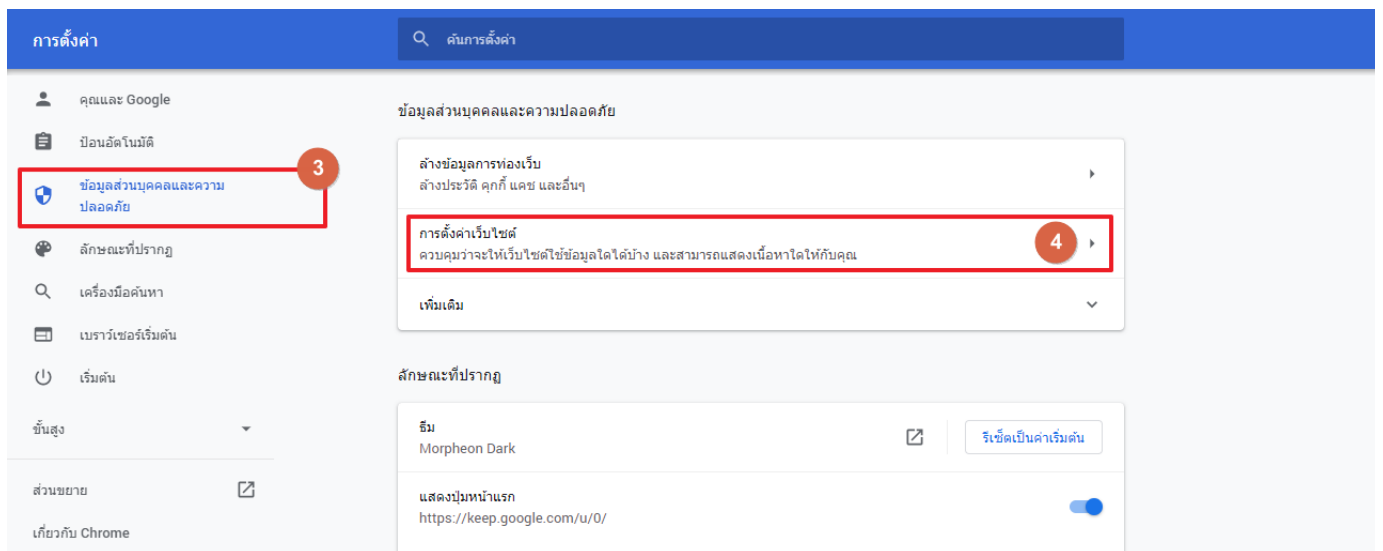 การตั้งค่า
ค้นการตั้งค่า
คุณและ Google
ป้อนอัตโนมัติ
3
ข้อมูลส่วนบุคคลและความ
ปลอดภัย
ลักษณะที่ปรากฏ
เครื่องมือค้นหา
เบราว์เซอร์เริ่มต้น
เริ่มต้น
ขั้นสูง
ส่วนขยาย
เกี่ยวกับ Chrome
ข้อมูลส่วนบุคคลและความปลอดภัย
ล้างข้อมูลการท่องเว็บ
ล้างประวัติ คุกกี้ แคช และอื่นๆ
การตั้งค่าเว็บไซต์
ควบคุมว่าจะให้เว็บไซต์ใช้ข้อมูลใดได้บ้าง และสามารถแสดงเนื้อหาใดให้กับคุณ
4
เพิ่มเติม
ลักษณะที่ปรากฏ
ธีม
Morpheon Dark
รีเซ็ตเป็นค่าเริ่มต้น
แสดงปุ่มหน้าแรก
https://keep.google.com/u/0/